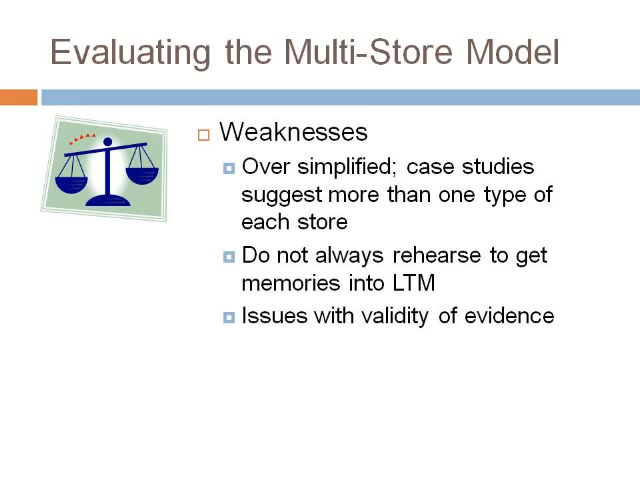 Evaluating the Multi-Store Model
Weaknesses
Over simplified; case studies
suggest more than one type of
each store
Do not always rehearse to get
memories into LTM
Issues with validity of evidence